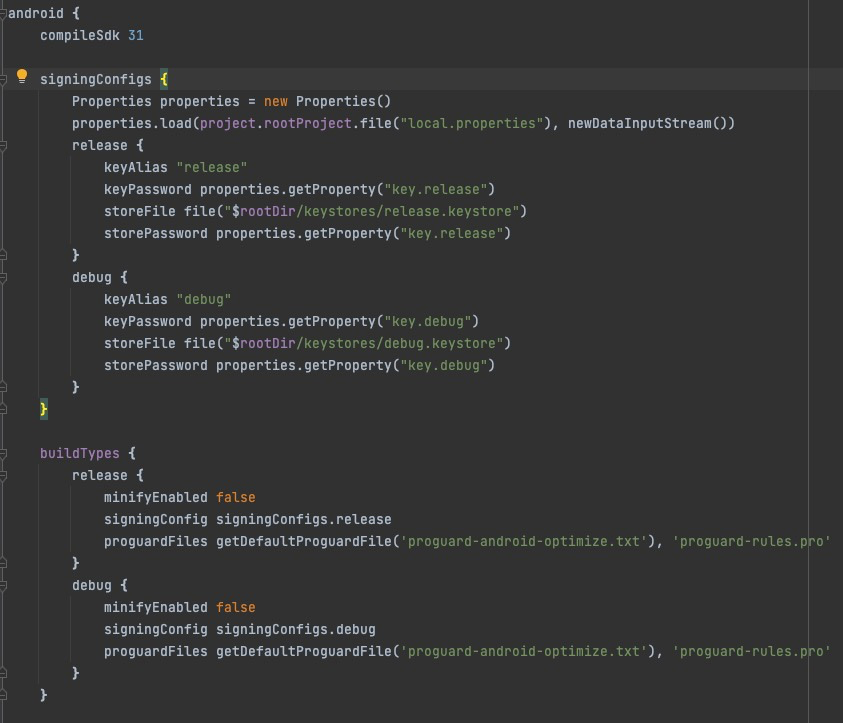 android {
    compileSdk 31
    signingConfigs {
        Properties properties = new Properties()
        properties.load(project.rootProject.file("local.properties"), newDataInputStream())
        release {
            keyAlias "release"
            keyPassword properties.getProperty("key.release")
            storeFile file("$rootDir/keystores/release.keystore")
            storePassword properties.getProperty("key.release")
        }
        debug {
            keyAlias "debug"
            keyPassword properties.getProperty("key.debug")
            storeFile file("$rootDir/keystores/debug.keystore")
            storePassword properties.getProperty("key.debug")
        }
    }
    buildTypes {
        release {
            minifyEnabled false
            signingConfig signingConfigs.release
            proguardFiles getDefaultProguardFile('proguard-android-optimize.txt'), 'proguard-rules.pro'
        }
        debug {
            minifyEnabled false
            signingConfig signingConfigs.debug
            proguardFiles getDefaultProguardFile('proguard-android-optimize.txt'), 'proguard-rules.pro'
        }
    }